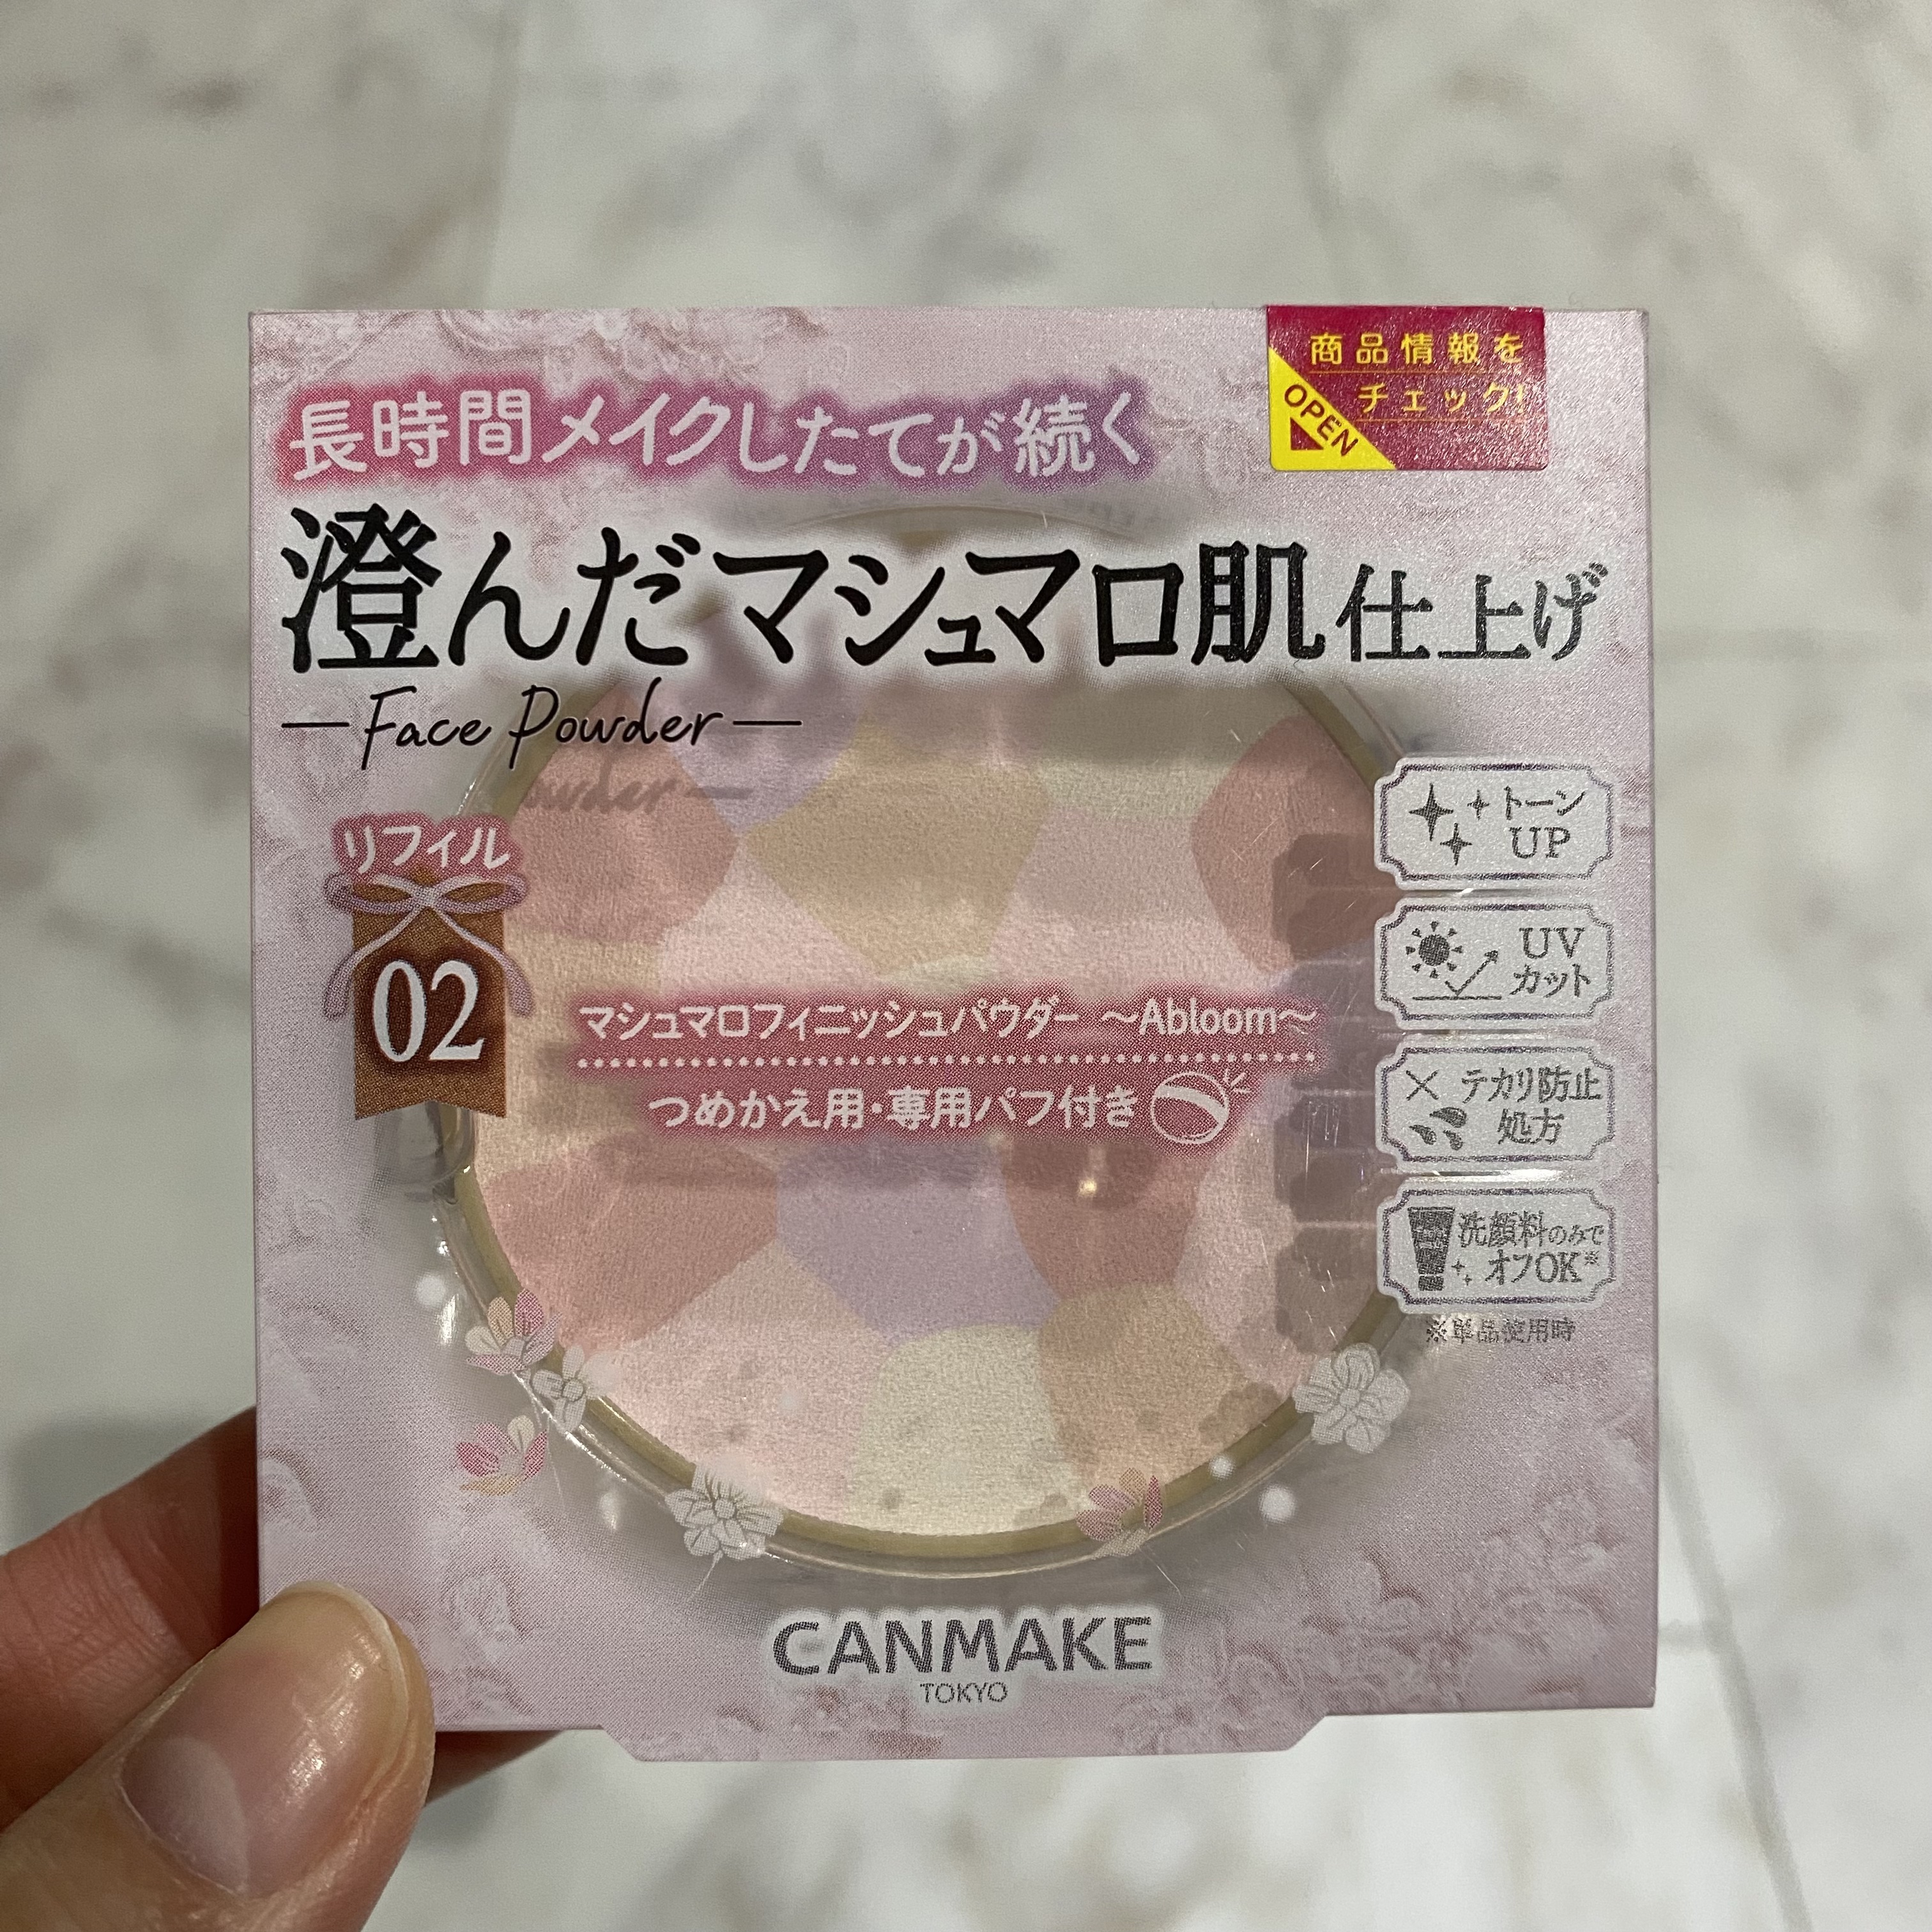 商品情報を
チェック!
OPEN
長時間メイクしたてが続く
澄んだマシュマロ肌仕上げ
Face Powder
リフィル
02
マシュマロフィニッシュパウダー ～Abloom～
つめかえ用・専用パフ付き
トーン
UP
UV
カット
テカリ防止
処方
洗顔料のみで
オフOK※
※単品使用時
CANMAKE
TOKYO